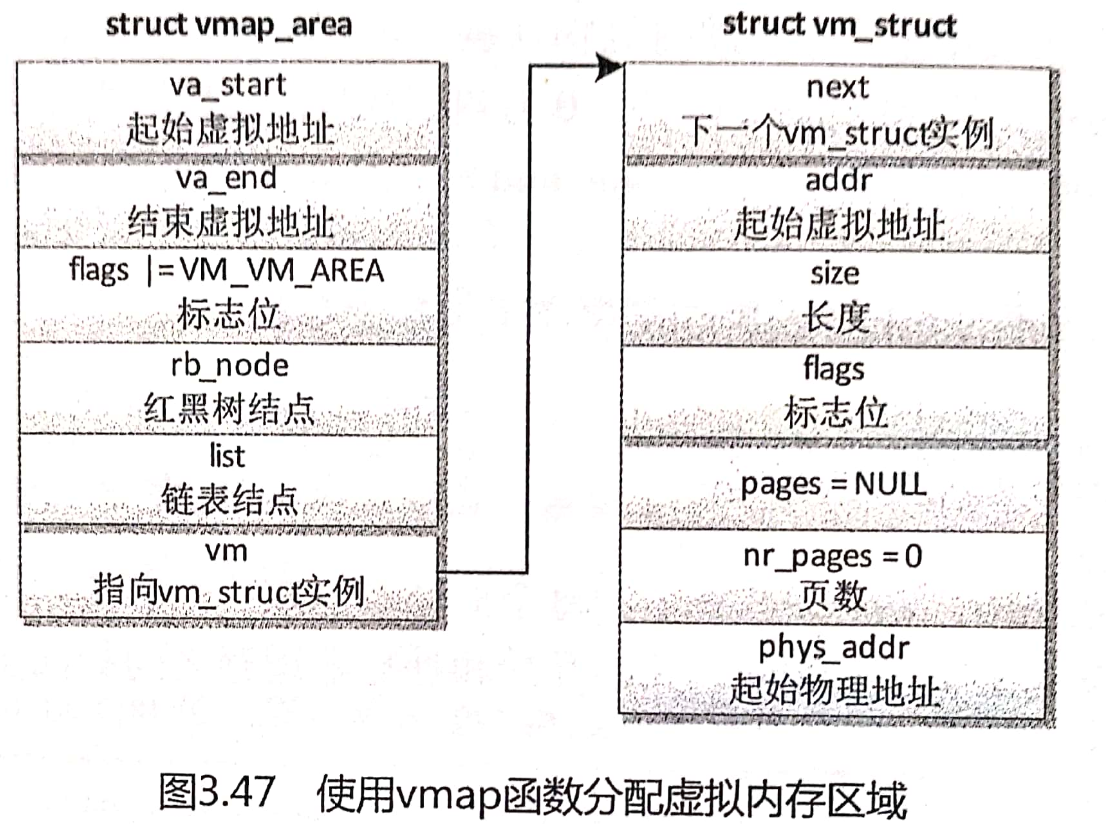 struct vmap_area
va_start
起始虚拟地址
va_end
结束虚拟地址
flags |= VM_VM_AREA
标志位
rb_node
红黑树结点
list
链表结点
vm
指向vm_struct实例
struct vm_struct
next
下一个vm_struct实例
addr
起始虚拟地址
size
长度
flags
标志位
pages = NULL
nr_pages = 0
页数
phys_addr
起始物理地址
图3.47 使用vmap函数分配虚拟内存区域